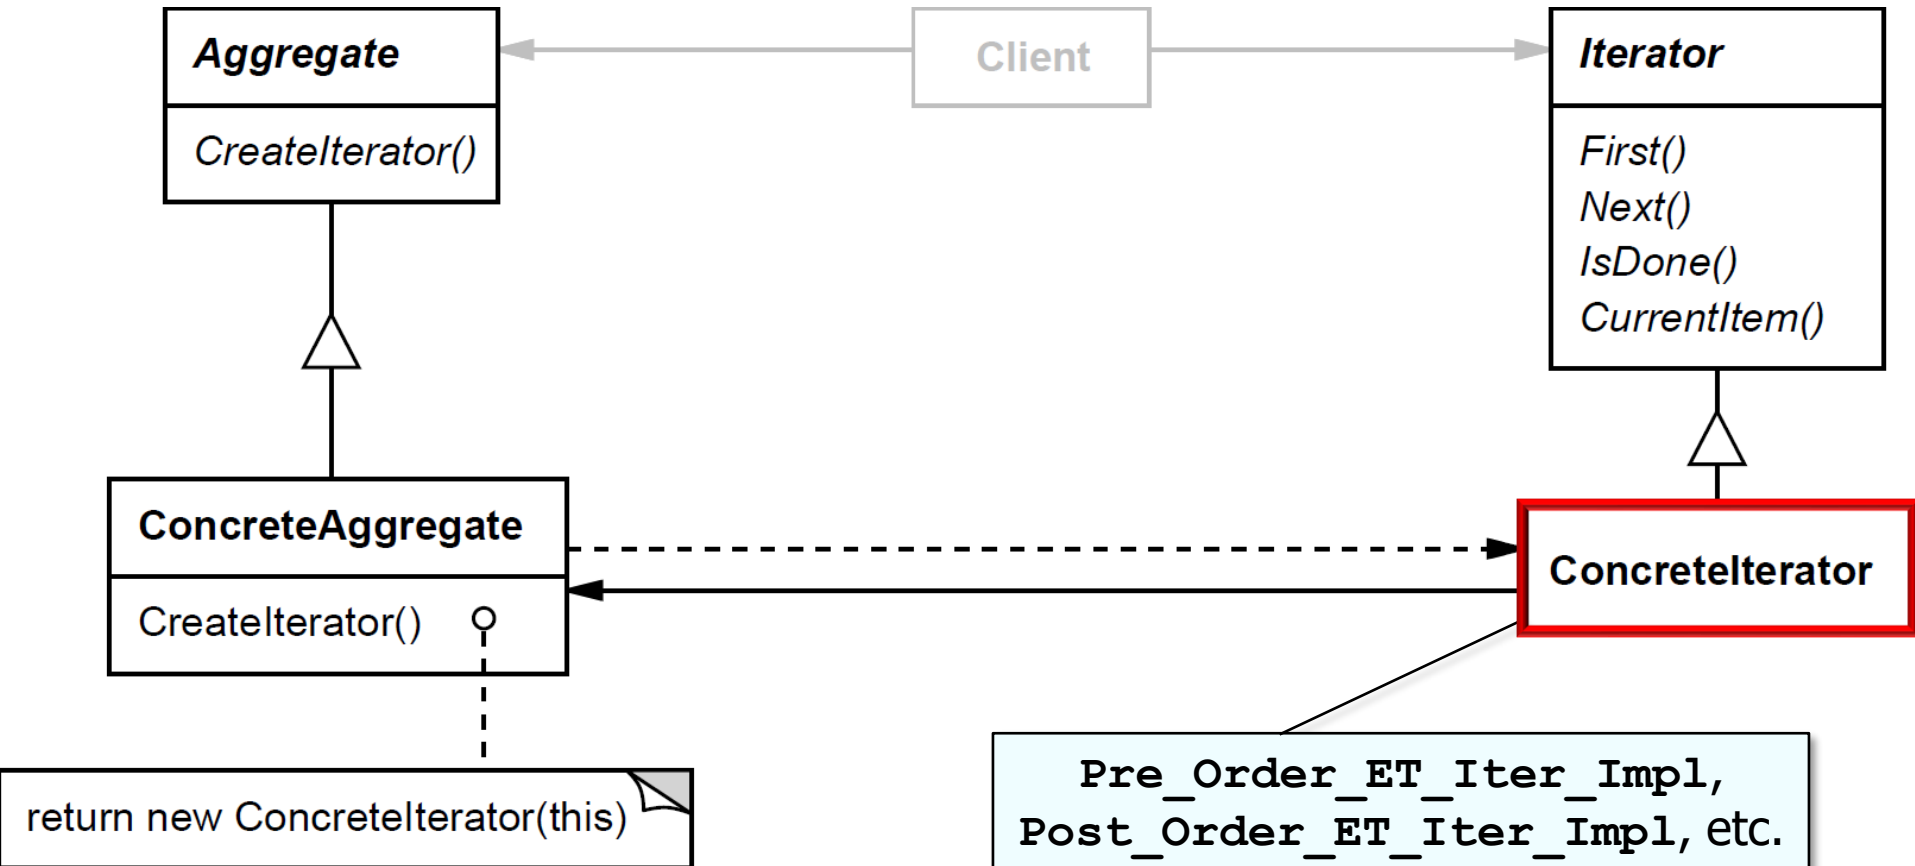 Aggregate
CreateIterator()
Client
Iterator
First()
Next()
IsDone()
CurrentItem()
ConcreteAggregate
CreateIterator()
return new ConcreteIterator(this)
ConcreteIterator
Pre_Order_ET_Iter_Impl,
Post_Order_ET_Iter_Impl, etc.